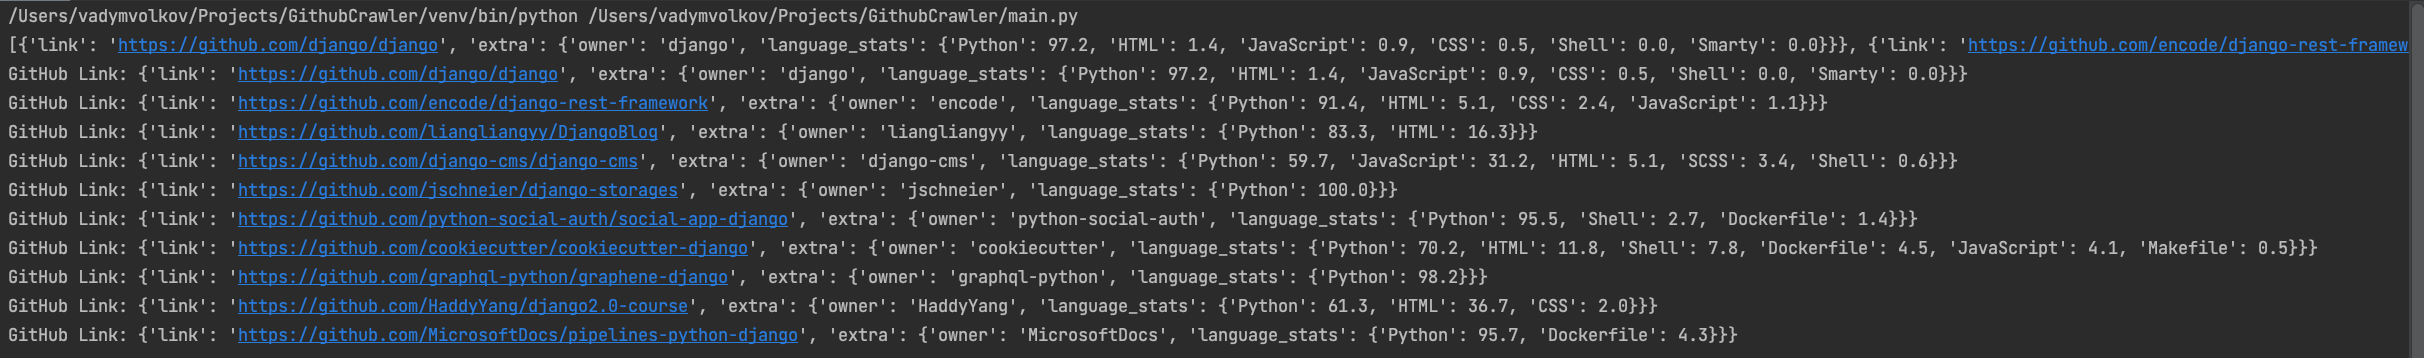 /Users/vadymvolkov/Projects/GithubCrawler/venv/bin/python /Users/vadymvolkov/Projects/GithubCrawler/main.py
[{'link': 'https://github.com/django/django', 'extra': {'owner': 'django', 'language_stats': {'Python': 97.2, 'HTML': 1.4, 'JavaScript': 0.9, 'CSS': 0.5, 'Shell': 0.0, 'Smarty': 0.0}}}, {'link': 'https://github.com/encode/django-rest-framew
GitHub Link: {'link': 'https://github.com/django/django', 'extra': {'owner': 'django', 'language_stats': {'Python': 97.2, 'HTML': 1.4, 'JavaScript': 0.9, 'CSS': 0.5, 'Shell': 0.0, 'Smarty': 0.0}}}
GitHub Link: {'link': 'https://github.com/encode/django-rest-framework', 'extra': {'owner': 'encode', 'language_stats': {'Python': 91.4, 'HTML': 5.1, 'CSS': 2.4, 'JavaScript': 1.1}}}
GitHub Link: {'link': 'https://github.com/liangliangyy/DjangoBlog', 'extra': {'owner': 'liangliangyy', 'language_stats': {'Python': 83.3, 'HTML': 16.3}}}
GitHub Link: {'link': 'https://github.com/django-cms/django-cms', 'extra': {'owner': 'django-cms', 'language_stats': {'Python': 59.7, 'JavaScript': 31.2, 'HTML': 5.1, 'SCSS': 3.4, 'Shell': 0.6}}}
GitHub Link: {'link': 'https://github.com/jschneier/django-storages', 'extra': {'owner': 'jschneier', 'language_stats': {'Python': 100.0}}}
GitHub Link: {'link': 'https://github.com/python-social-auth/social-app-django', 'extra': {'owner': 'python-social-auth', 'language_stats': {'Python': 95.5, 'Shell': 2.7, 'Dockerfile': 1.4}}}
GitHub Link: {'link': 'https://github.com/cookiecutter/cookiecutter-django', 'extra': {'owner': 'cookiecutter', 'language_stats': {'Python': 70.2, 'HTML': 11.8, 'Shell': 7.8, 'Dockerfile': 4.5, 'JavaScript': 4.1, 'Makefile': 0.5}}}
GitHub Link: {'link': 'https://github.com/graphql-python/graphene-django', 'extra': {'owner': 'graphql-python', 'language_stats': {'Python': 98.2}}}
GitHub Link: {'link': 'https://github.com/HaddyYang/django2.0-course', 'extra': {'owner': 'HaddyYang', 'language_stats': {'Python': 61.3, 'HTML': 36.7, 'CSS': 2.0}}}
GitHub Link: {'link': 'https://github.com/MicrosoftDocs/pipelines-python-django', 'extra': {'owner': 'MicrosoftDocs', 'language_stats': {'Python': 95.7, 'Dockerfile': 4.3}}}